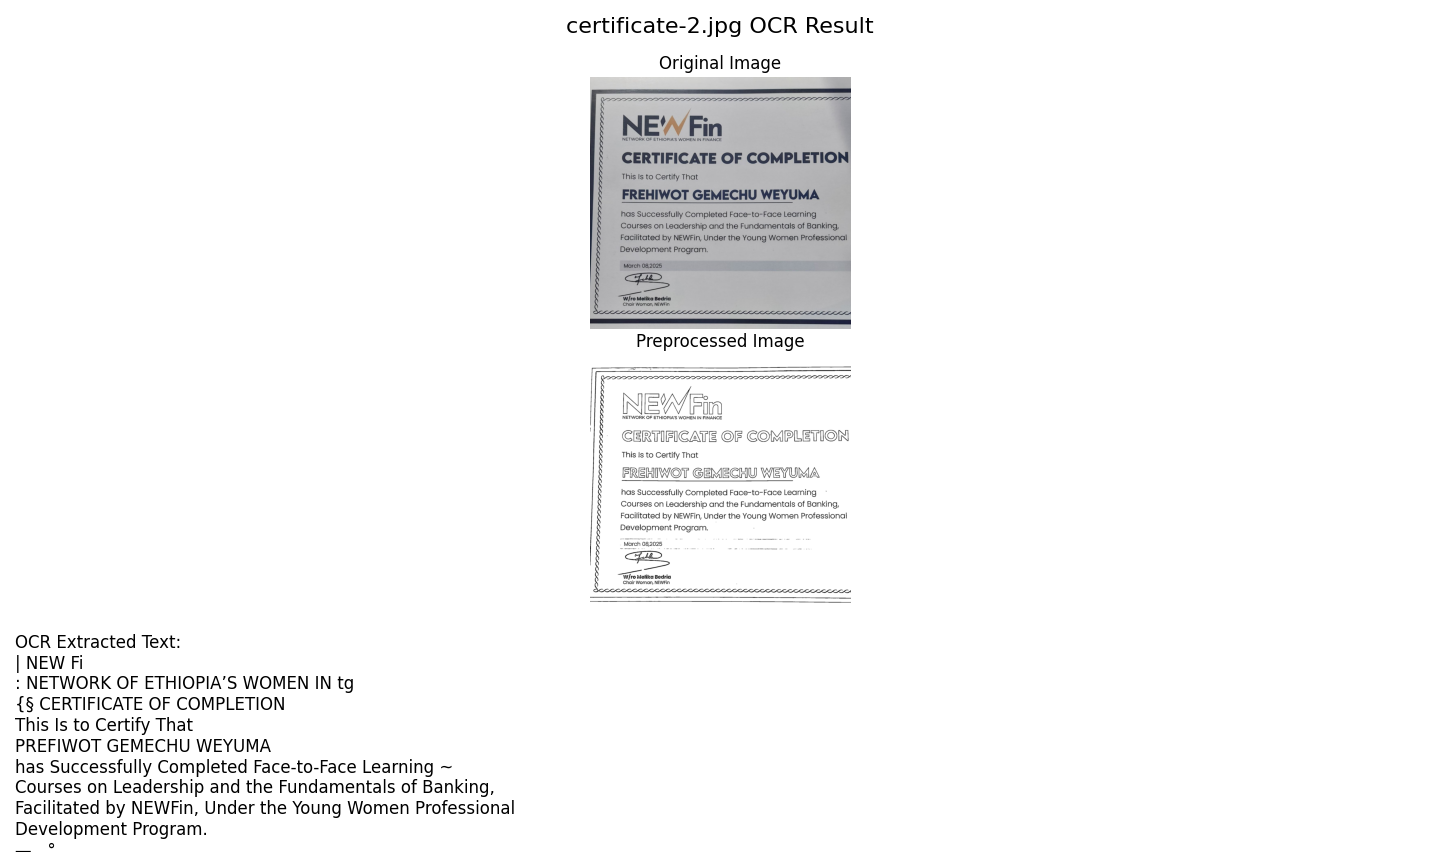 certificate-2.jpg OCR Result
Original Image
NEWFin
NETWORK OF ETHIOPIA'S WOMEN IN FINANCE
CERTIFICATE OF COMPLETION
This Is to Certify That
FREHIWOT GEMECHU WEYUMA
has Successfully Completed Face-to-Face Learning
Courses on Leadership and the Fundamentals of Banking,
Facilitated by NEWFin, Under the Young Women Professional
Development Program.
March 08,2025
W/ro Melika Bedria
Chair Woman, NEWFin
Preprocessed Image
NEWFin
NETWORK OF ETHIOPIA'S WOMEN IN FINANCE
CERTIFICATE OF COMPLETION
This Is to Certify That
FREHIWOT GEMECHU WEYUMA
has Successfully Completed Face-to-Face Learning
Courses on Leadership and the Fundamentals of Banking,
Facilitated by NEWFin, Under the Young Women Professional
Development Program.
March 08,2025
W/ro Melika Bedria
Chair Woman, NEWFin
OCR Extracted Text:
| NEW Fi
: NETWORK OF ETHIOPIA’S WOMEN IN tg
{§ CERTIFICATE OF COMPLETION
This Is to Certify That
PREFIWOT GEMECHU WEYUMA
has Successfully Completed Face-to-Face Learning ~
Courses on Leadership and the Fundamentals of Banking,
Facilitated by NEWFin, Under the Young Women Professional
Development Program.
— °